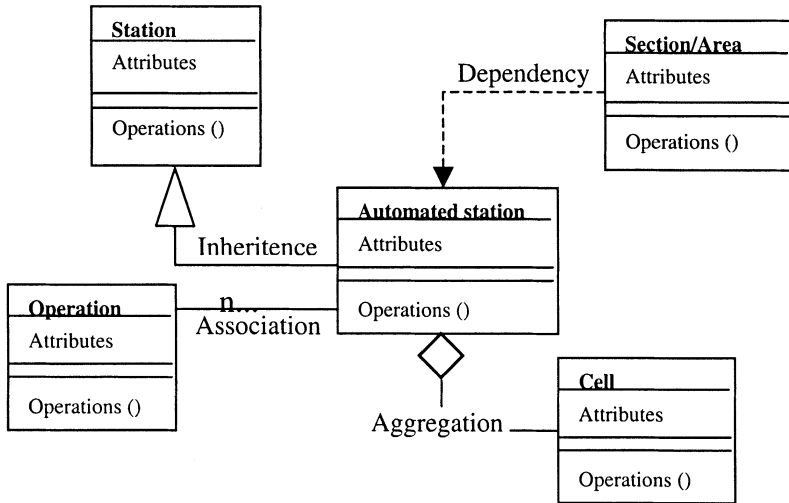 Station
Attributes
Operations ()
Section/Area
Attributes
Operations ()
Dependency
Automated station
Attributes
Operations ()
Inheritence
Operation
Attributes
Operations ()
n...
Association
Cell
Attributes
Operations ()
Aggregation